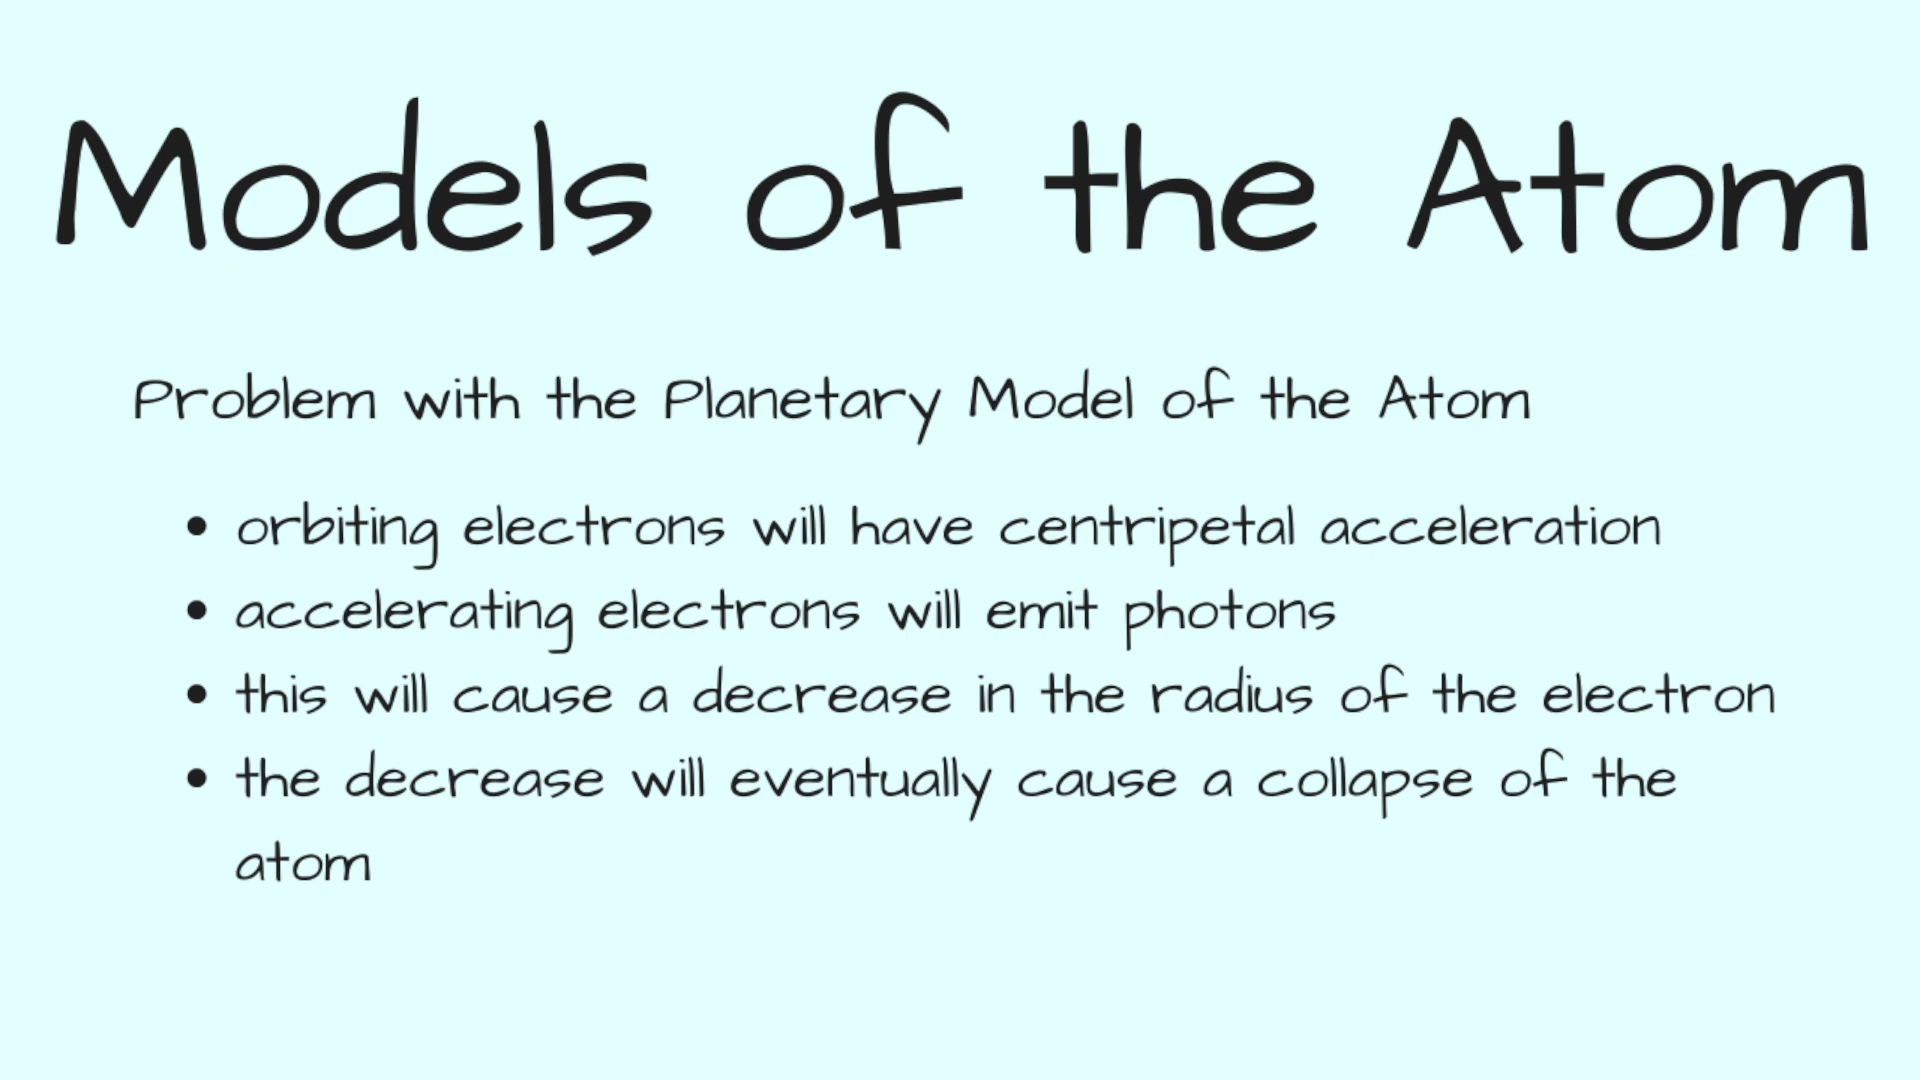 Models of the Atom
Problem with the Planetary Model of the Atom
• orbiting electrons will have centripetal acceleration
• accelerating electrons will emit photons
• this will cause a decrease in the radius of the electron
• the decrease will eventually cause a collapse of the
atom